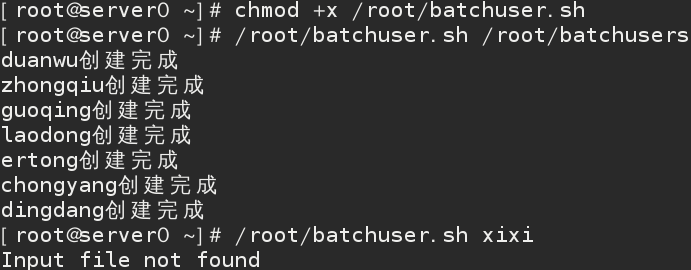 [root@server0 ~]# chmod +x /root/batchuser.sh
[root@server0 ~]# /root/batchuser.sh /root/batchusers
duanwu创建完成
zhongqiu创建完成
guoqing创建完成
laodong创建完成
ertong创建完成
chongyang创建完成
dingdang创建完成
[root@server0 ~]# /root/batchuser.sh xixi
Input file not found